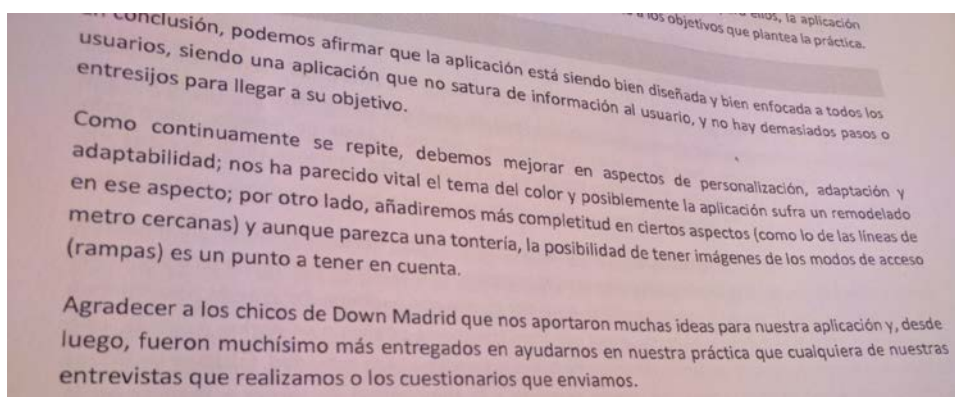 ellos, la aplicación
a los objetivos que plantea la práctica.
conclusión, podemos afirmar que la aplicación está siendo bien diseñada y bien enfocada a todos los
usuarios, siendo una aplicación que no satura de información al usuario, y no hay demasiados pasos o
entresijos para llegar a su objetivo.
Como continuamente se repite, debemos mejorar en aspectos de personalización, adaptación y
adaptabilidad; nos ha parecido vital el tema del color y posiblemente la aplicación sufra un remodelado
en ese aspecto; por otro lado, añadiremos más completitud en ciertos aspectos (como lo de las líneas de
metro cercanas) y aunque parezca una tontería, la posibilidad de tener imágenes de los modos de acceso
(rampas) es un punto a tener en cuenta.
Agradecer a los chicos de Down Madrid que nos aportaron muchas ideas para nuestra aplicación y, desde
luego, fueron muchísimo más entregados en ayudarnos en nuestra práctica que cualquiera de nuestras
entrevistas que realizamos o los cuestionarios que enviamos.